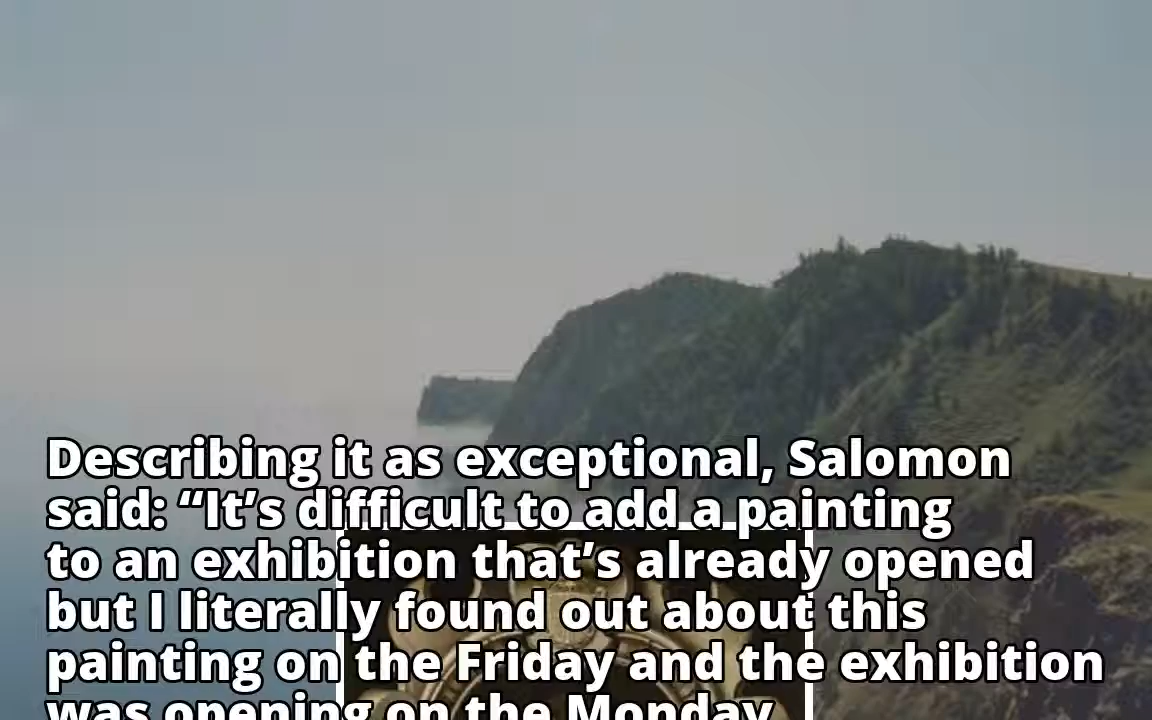 Describing it as exceptional, Salomon
said: “It’s difficult to add a painting
to an exhibition that’s already opened
but I literally found out about this
painting on the Friday and the exhibition
was opening on the Monday